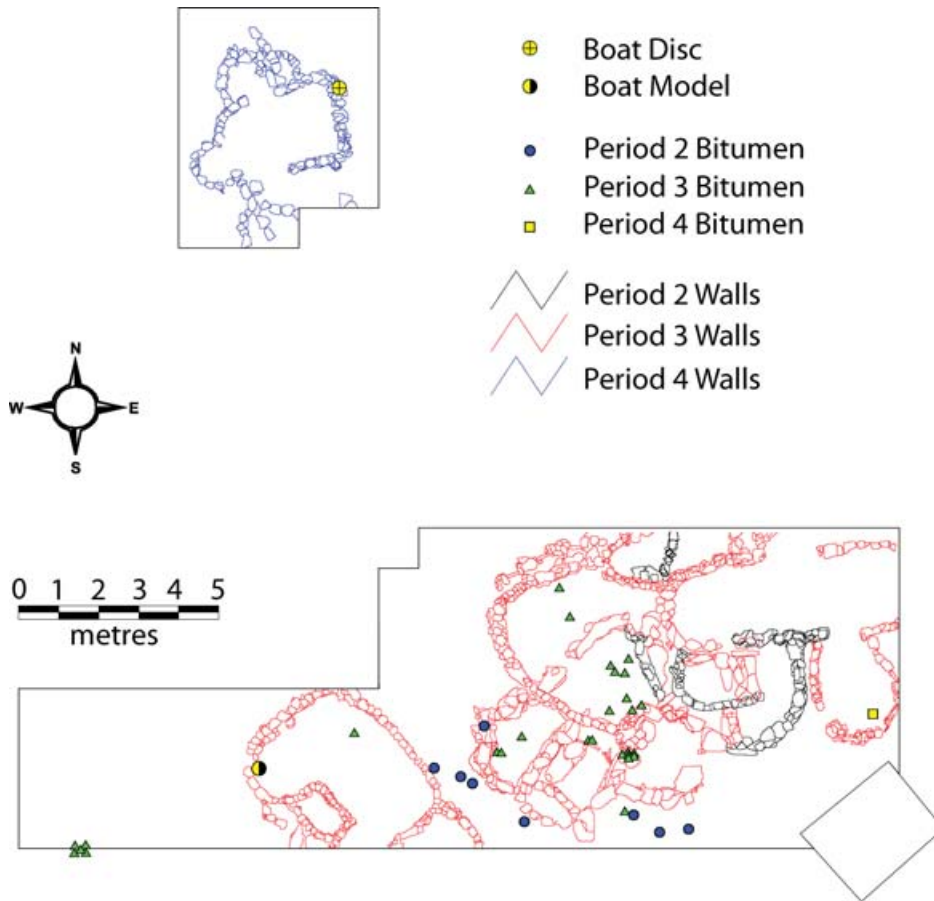 Boat Disc
Boat Model
Period 2 Bitumen
Period 3 Bitumen
Period 4 Bitumen
Period 2 Walls
Period 3 Walls
Period 4 Walls
N
W E
S
0 1 2 3 4 5
metres